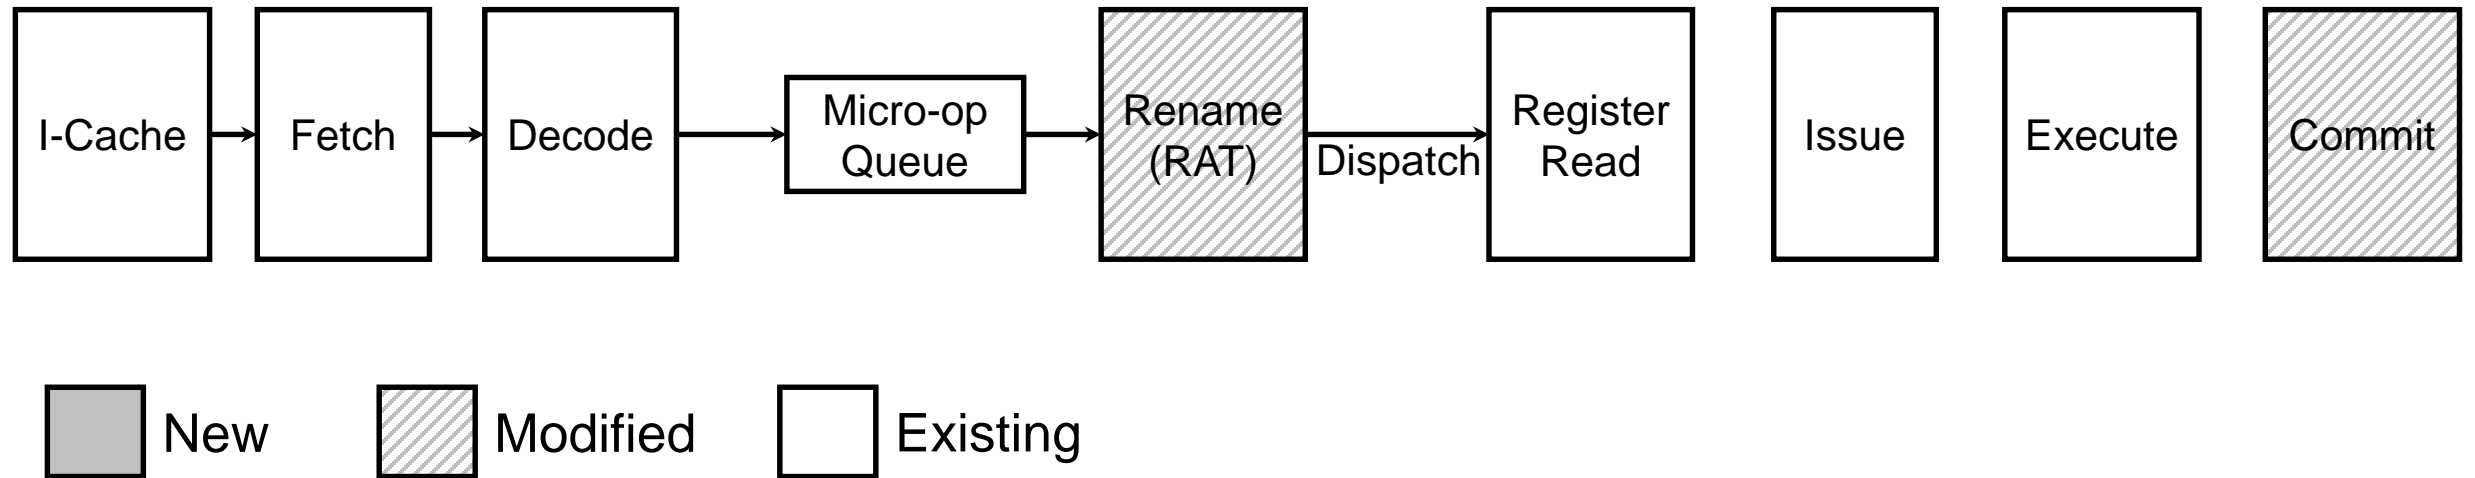 I-Cache
Fetch
Decode
Micro-op
Queue
Rename
(RAT)
Dispatch
Register
Read
Issue
Execute
Commit
New
Modified
Existing